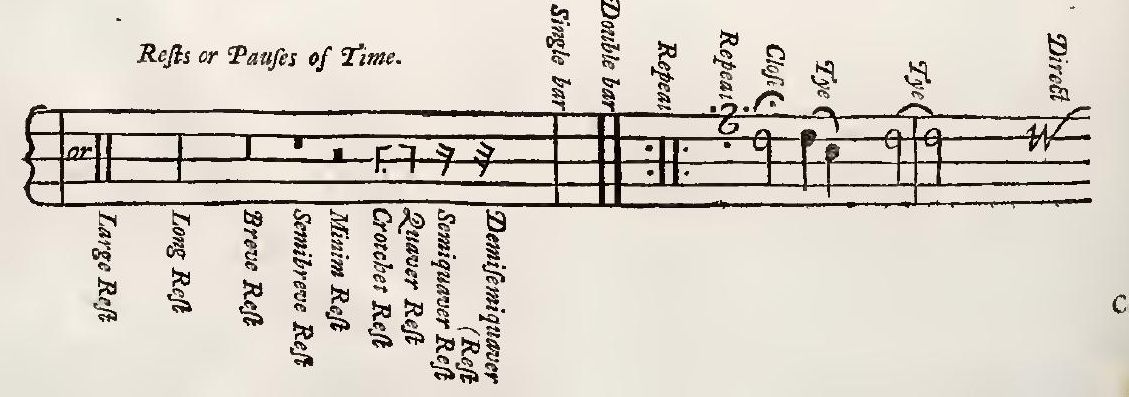 Reſts or Pauſes of Time.
Single bar
Double bar
Repeat
Repeat
Cloſe
Tye
Tye
Direct
or
Large Reſt
Long Reſt
Breve Reſt
Semibreve Reſt
Minim Reſt
Crotchet Reſt
Quaver Reſt
Semiquaver Reſt
Demiſemiquaver
(Reſt
C